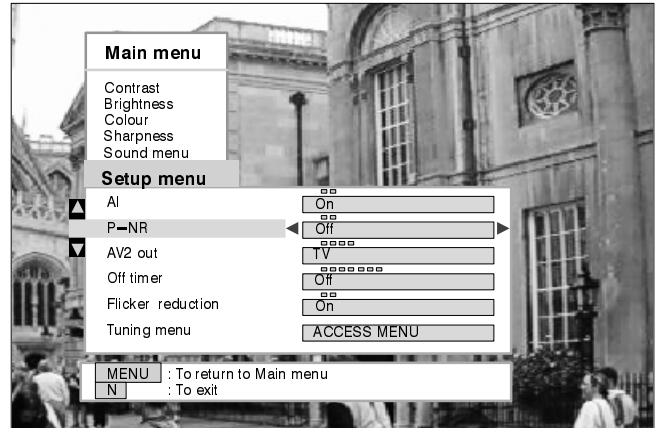 Main menu
Contrast
Brightness
Colour
Sharpness
Sound menu
Setup menu
AI On
P–NR Off
AV2 out TV
Off timer Off
Flicker reduction On
Tuning menu ACCESS MENU
MENU : To return to Main menu
N : To exit